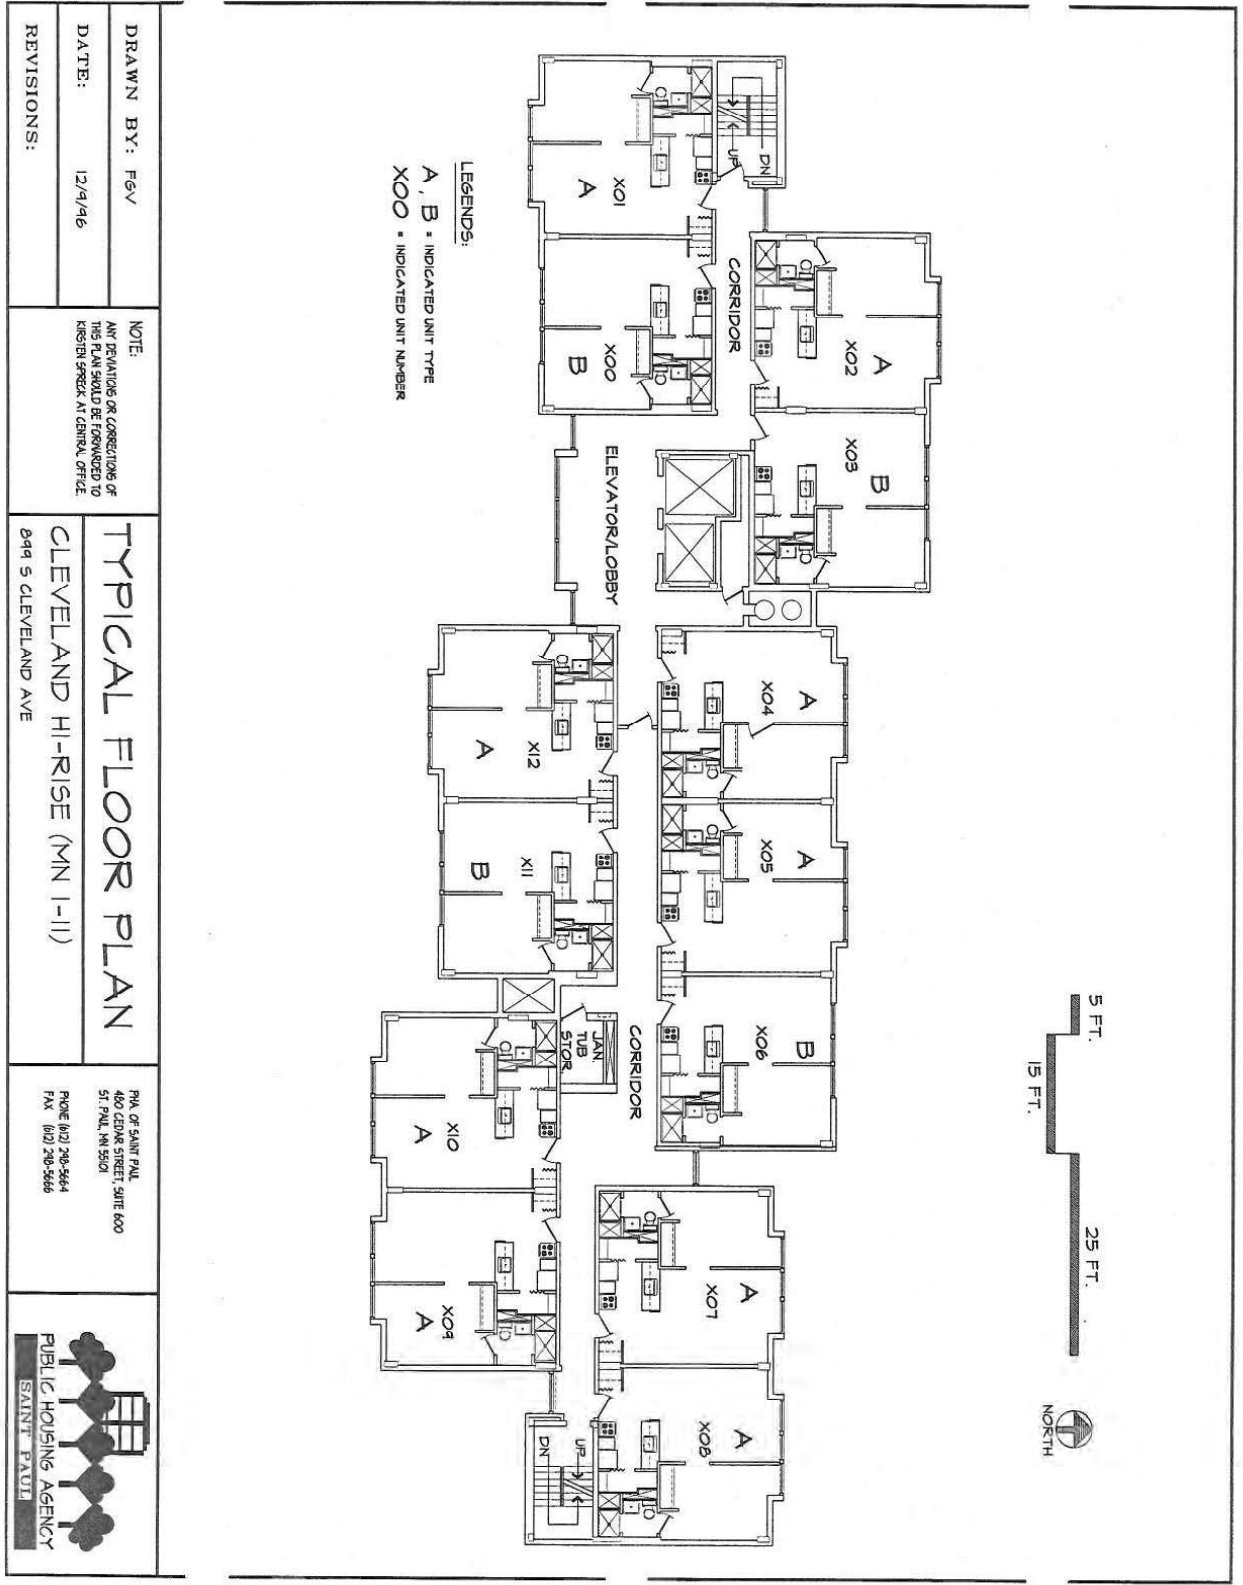 5 FT.
15 FT.
25 FT.
NORTH
X02
A
X03
B
A
X04
A
X05
B
X06
A
X07
A
X08
DN
UP
CORRIDOR
ELEVATOR/LOBBY
CORRIDOR
JAN.
TUB
STOR.
UP
DN
X01
A
X00
B
X12
A
X11
B
X10
A
X09
A
LEGENDS:
A, B = INDICATED UNIT TYPE
X00 = INDICATED UNIT NUMBER
DRAWN BY: FGV
DATE: 12/9/96
REVISIONS:
NOTE:
ANY DEVIATIONS OR CORRECTIONS OF
THIS PLAN SHOULD BE FORWARDED TO
KIRSTEN SPRECK AT CENTRAL OFFICE.
TYPICAL FLOOR PLAN
CLEVELAND HI-RISE (MN 1-11)
899 S CLEVELAND AVE
PHA OF SAINT PAUL
480 CEDAR STREET, SUITE 600
ST. PAUL, MN 55101
PHONE (612) 298-5664
FAX (612) 298-5666
PUBLIC HOUSING AGENCY
SAINT PAUL